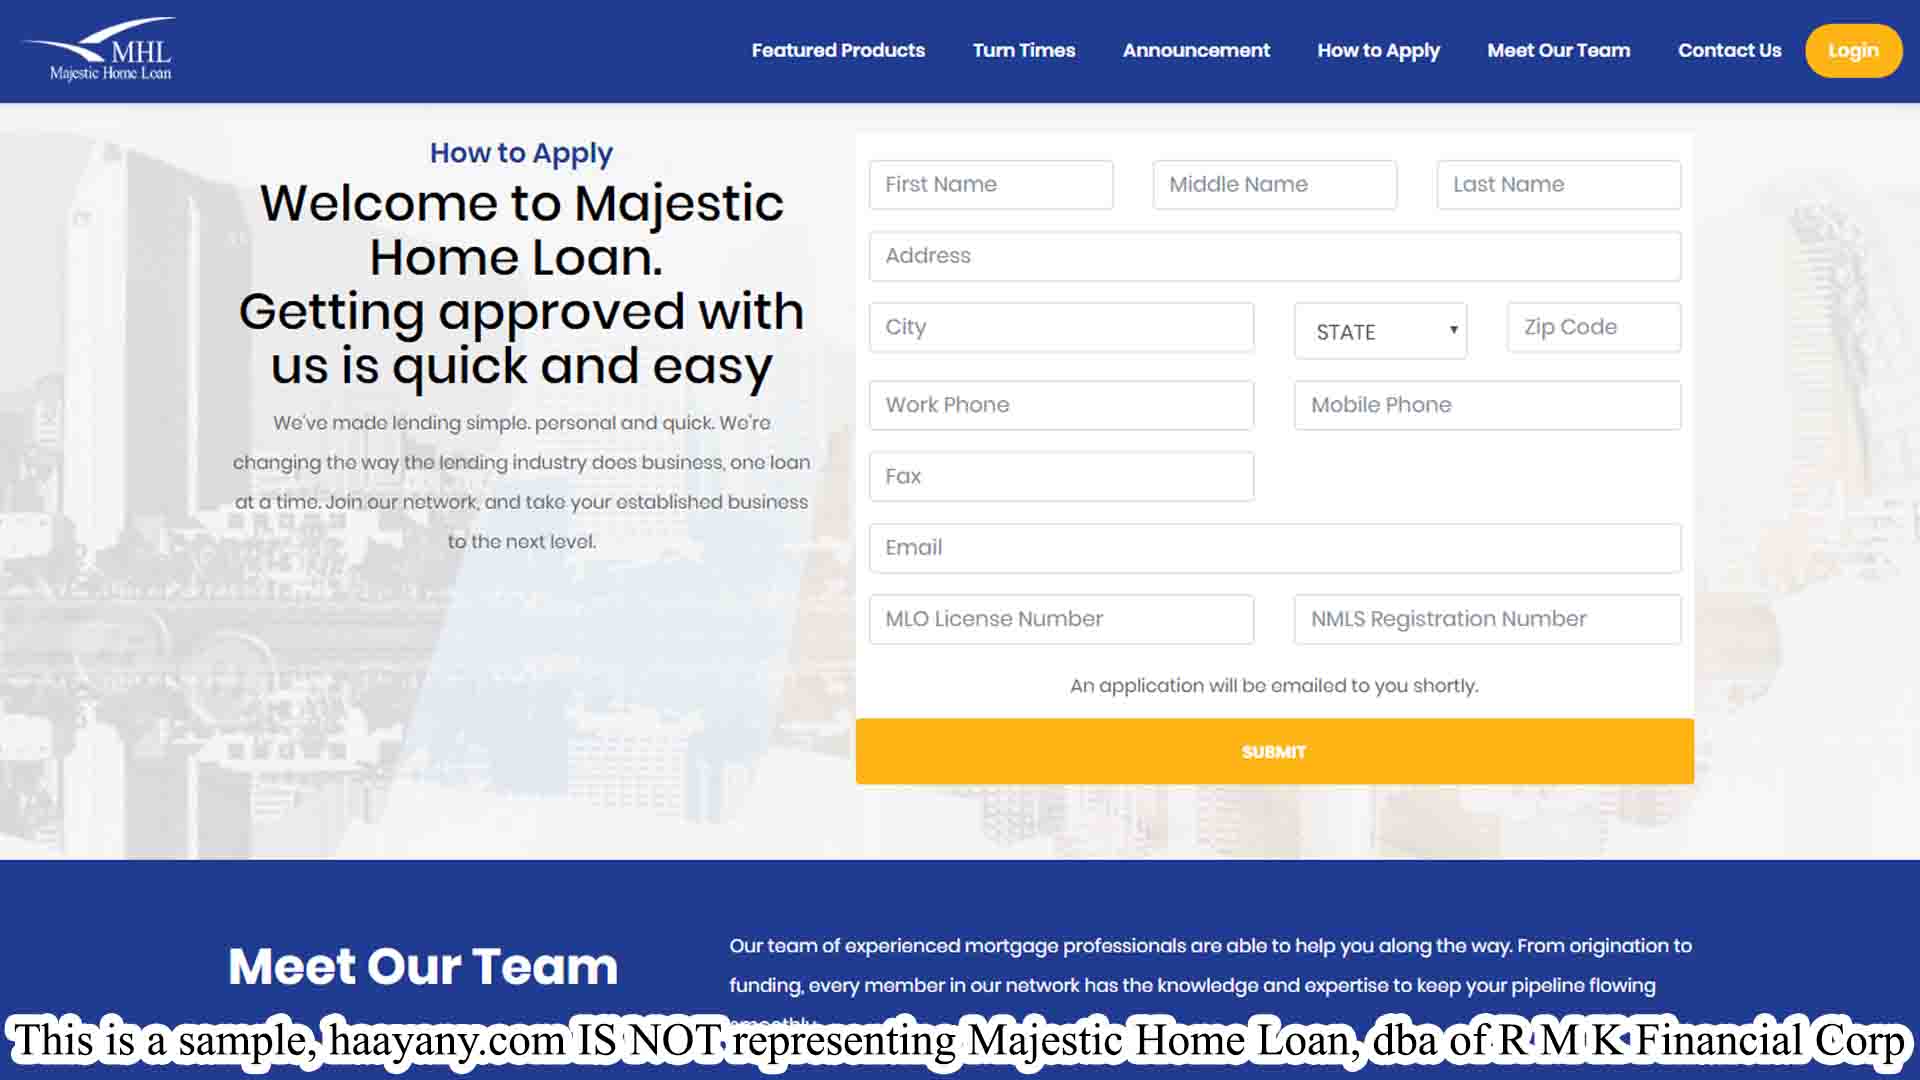 MHL
Majestic Home Loan
Featured Products
Turn Times
Announcement
How to Apply
Meet Our Team
Contact Us
Login
How to Apply
Welcome to Majestic
Home Loan.
Getting approved with
us is quick and easy
We've made lending simple. personal and quick. We're
changing the way the lending industry does business, one loan
at a time. Join our network, and take your established business
to the next level.
First Name
Middle Name
Last Name
Address
City
STATE
Zip Code
Work Phone
Mobile Phone
Fax
Email
MLO License Number
NMLS Registration Number
An application will be emailed to you shortly.
SUBMIT
Meet Our Team
Our team of experienced mortgage professionals are able to help you along the way. From origination to
funding, every member in our network has the knowledge and expertise to keep your pipeline flowing
This is a sample, haayany.com IS NOT representing Majestic Home Loan, dba of R M K Financial Corp